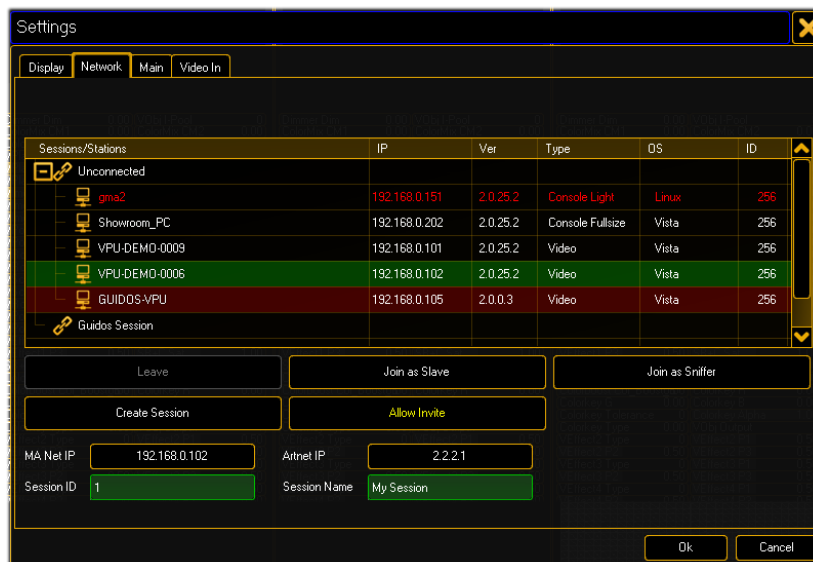 Settings
Display Network Main Video In
Sessions/Stations IP Ver Type OS ID
Unconnected
gma2 192.168.0.151 2.0.25.2 Console Light Linux 256
Showroom_PC 192.168.0.202 2.0.25.2 Console Fullsize Vista 256
VPU-DEMO-0009 192.168.0.101 2.0.25.2 Video Vista 256
VPU-DEMO-0006 192.168.0.102 2.0.25.2 Video Vista 256
GUIDOS-VPU 192.168.0.105 2.0.0.3 Video Vista 256
Guidos Session
Leave Join as Slave Join as Sniffer
Create Session Allow Invite
MA Net IP 192.168.0.102 Artnet IP 2.2.2.1
Session ID 1 Session Name My Session
Ok Cancel